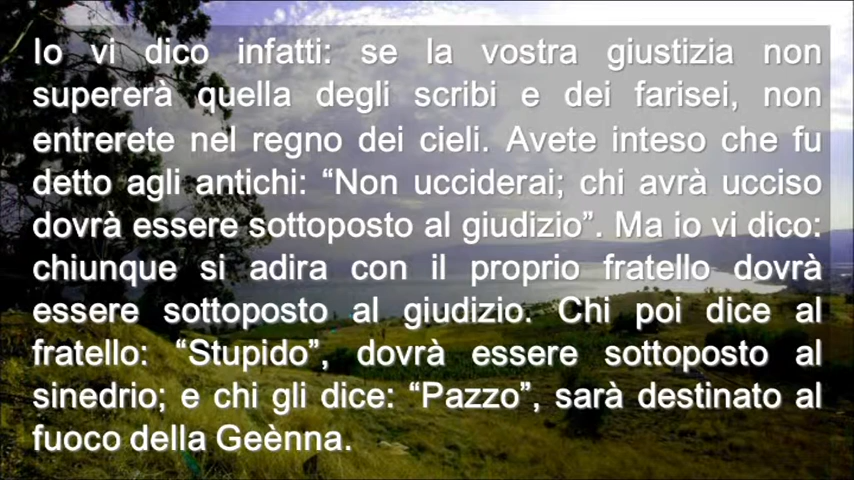 Io vi dico infatti: se la vostra giustizia non
supererà quella degli scribi e dei farisei, non
entrerete nel regno dei cieli. Avete inteso che fu
detto agli antichi: “Non ucciderai; chi avrà ucciso
dovrà essere sottoposto al giudizio”. Ma io vi dico:
chiunque si adira con il proprio fratello dovrà
essere sottoposto al giudizio. Chi poi dice al
fratello: “Stupido”, dovrà essere sottoposto al
sinedrio; e chi gli dice: “Pazzo”, sarà destinato al
fuoco della Geènna.